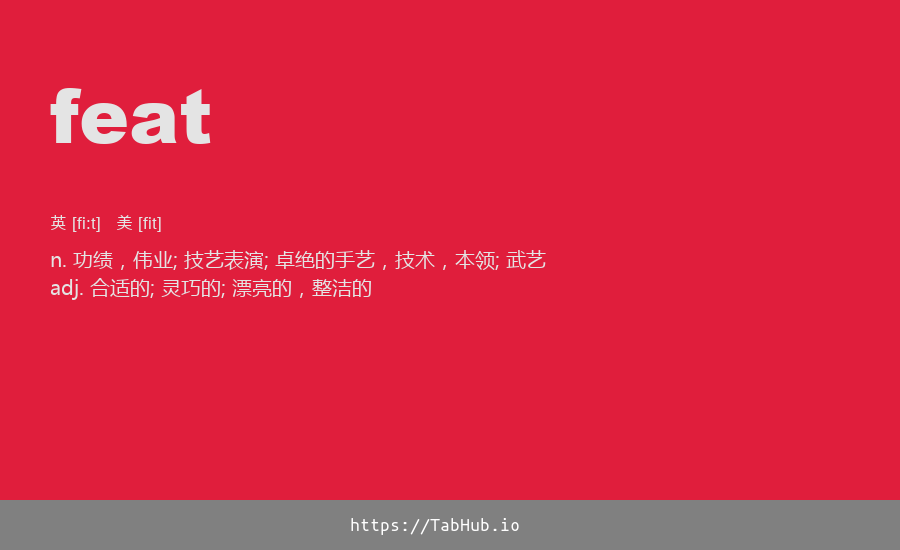 feat
英 [fi:t] 美 [fit]
n. 功绩，伟业; 技艺表演; 卓绝的手艺，技术，本领; 武艺
adj. 合适的; 灵巧的; 漂亮的，整洁的
https://TabHub.io